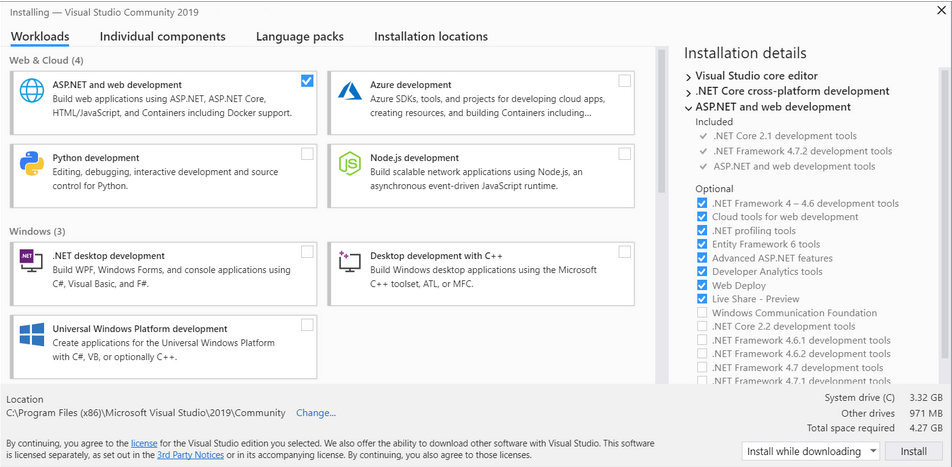 Installing — Visual Studio Community 2019
Workloads
Individual components
Language packs
Installation locations
Web & Cloud (4)
ASP.NET and web development
Build web applications using ASP.NET, ASP.NET Core,
HTML/JavaScript, and Containers including Docker support.
Azure development
Azure SDKs, tools, and projects for developing cloud apps,
creating resources, and building Containers including...
Python development
Editing, debugging, interactive development and source
control for Python.
Node.js development
Build scalable network applications using Node.js, an
asynchronous event-driven JavaScript runtime.
Windows (3)
.NET
.NET desktop development
Build WPF, Windows Forms, and console applications using
C#, Visual Basic, and F#.
Desktop development with C++
Build Windows desktop applications using the Microsoft
C++ toolset, ATL, or MFC.
Universal Windows Platform development
Create applications for the Universal Windows Platform
with C#, VB, or optionally C++.
Installation details
Visual Studio core editor
.NET Core cross-platform development
ASP.NET and web development
Included
.NET Core 2.1 development tools
.NET Framework 4.7.2 development tools
ASP.NET and web development tools
Optional
.NET Framework 4 – 4.6 development tools
Cloud tools for web development
.NET profiling tools
Entity Framework 6 tools
Advanced ASP.NET features
Developer Analytics tools
Web Deploy
Live Share - Preview
Windows Communication Foundation
.NET Core 2.2 development tools
.NET Framework 4.6.1 development tools
.NET Framework 4.6.2 development tools
.NET Framework 4.7 development tools
.NET Framework 4.7.1 development tools
Location
C:\Program Files (x86)\Microsoft Visual Studio\2019\Community Change...
System drive (C) 3.32 GB
Other drives 971 MB
Total space required 4.27 GB
By continuing, you agree to the license for the Visual Studio edition you selected. We also offer the ability to download other software with Visual Studio. This software
is licensed separately, as set out in the 3rd Party Notices or in its accompanying license. By continuing, you also agree to those licenses.
Install while downloading
Install